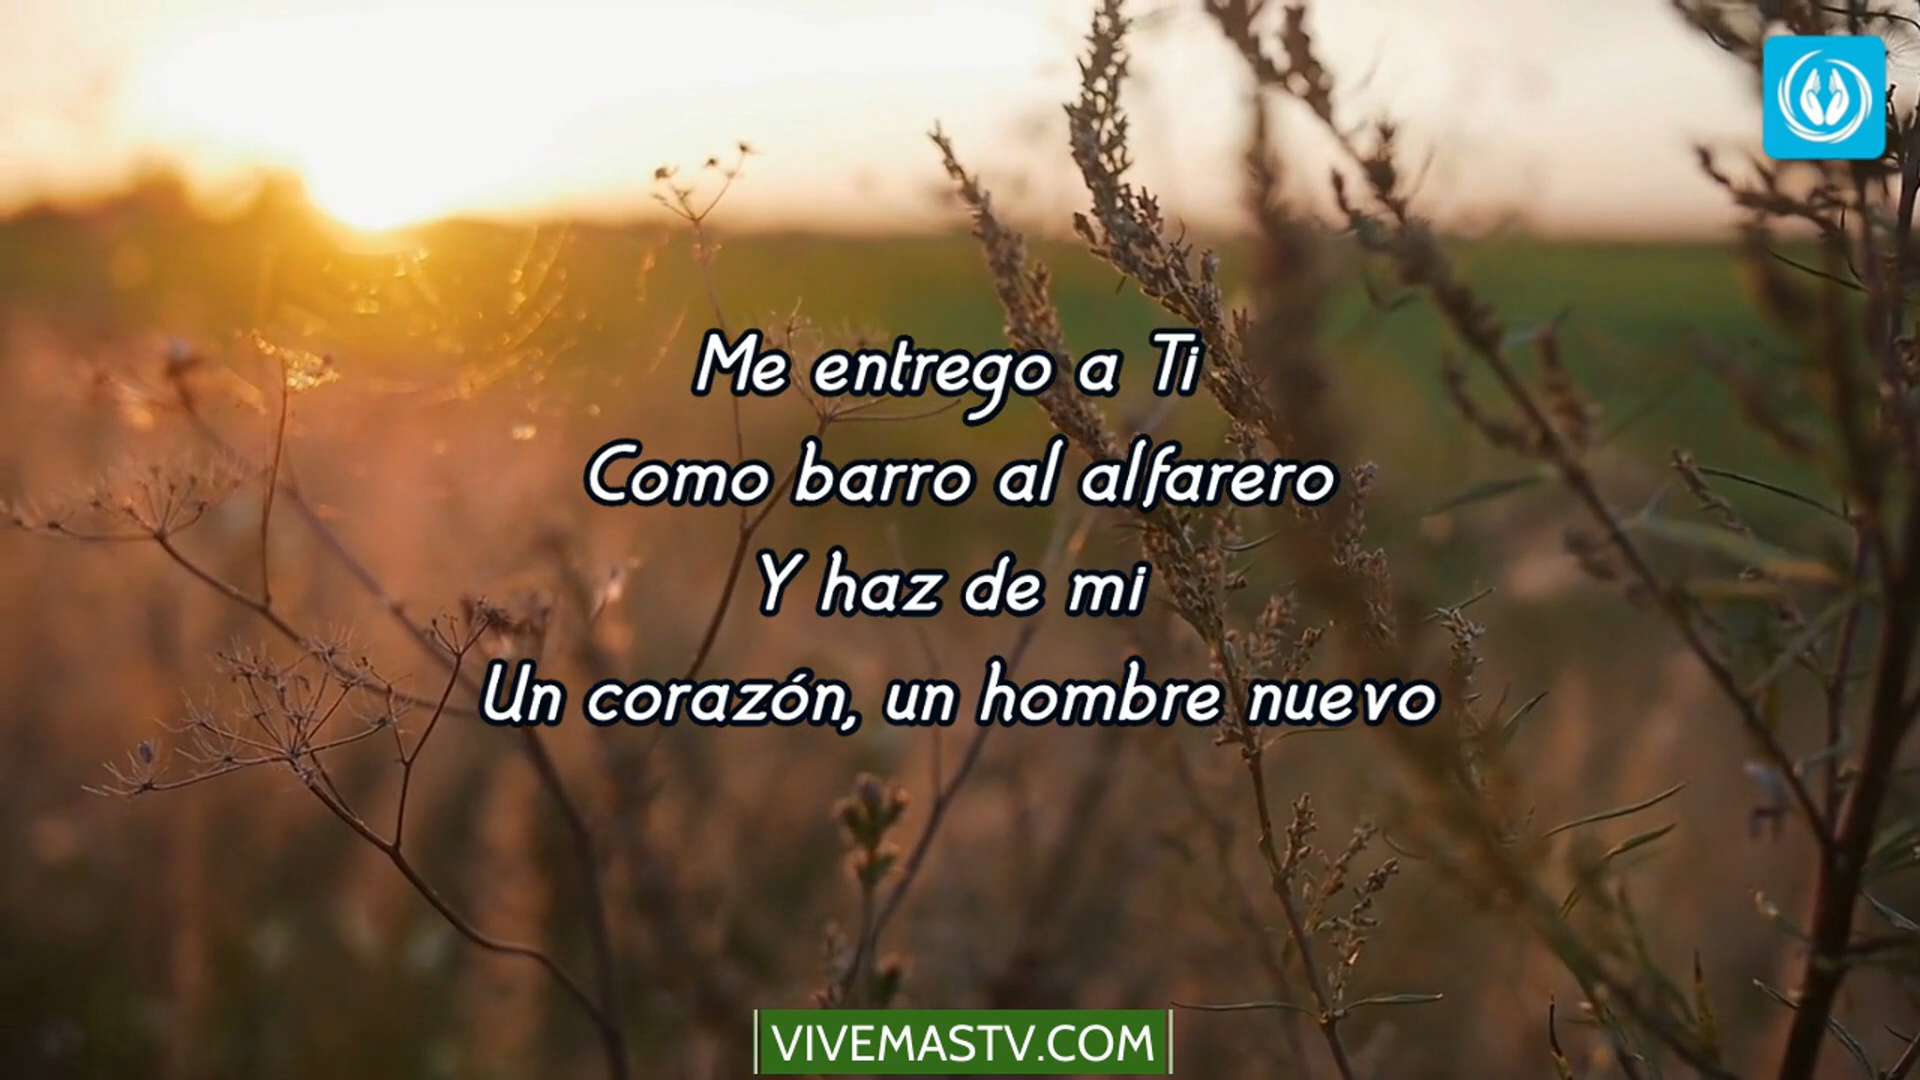 Me entrego a Ti
Como barro al alfarero
Y haz de mi
Un corazón, un hombre nuevo
VIVEMASTV.COM